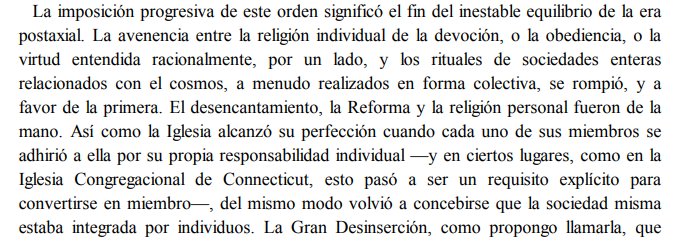 La imposición progresiva de este orden significó el fin del inestable equilibrio de la era
postaxial. La avenencia entre la religión individual de la devoción, o la obediencia, o la
virtud entendida racionalmente, por un lado, y los rituales de sociedades enteras
relacionados con el cosmos, a menudo realizados en forma colectiva, se rompió, y a
favor de la primera. El desencantamiento, la Reforma y la religión personal fueron de la
mano. Así como la Iglesia alcanzó su perfección cuando cada uno de sus miembros se
adhirió a ella por su propia responsabilidad individual —y en ciertos lugares, como en la
Iglesia Congregacional de Connecticut, esto pasó a ser un requisito explícito para
convertirse en miembro—, del mismo modo volvió a concebirse que la sociedad misma
estaba integrada por individuos. La Gran Desinserción, como propongo llamarla, que